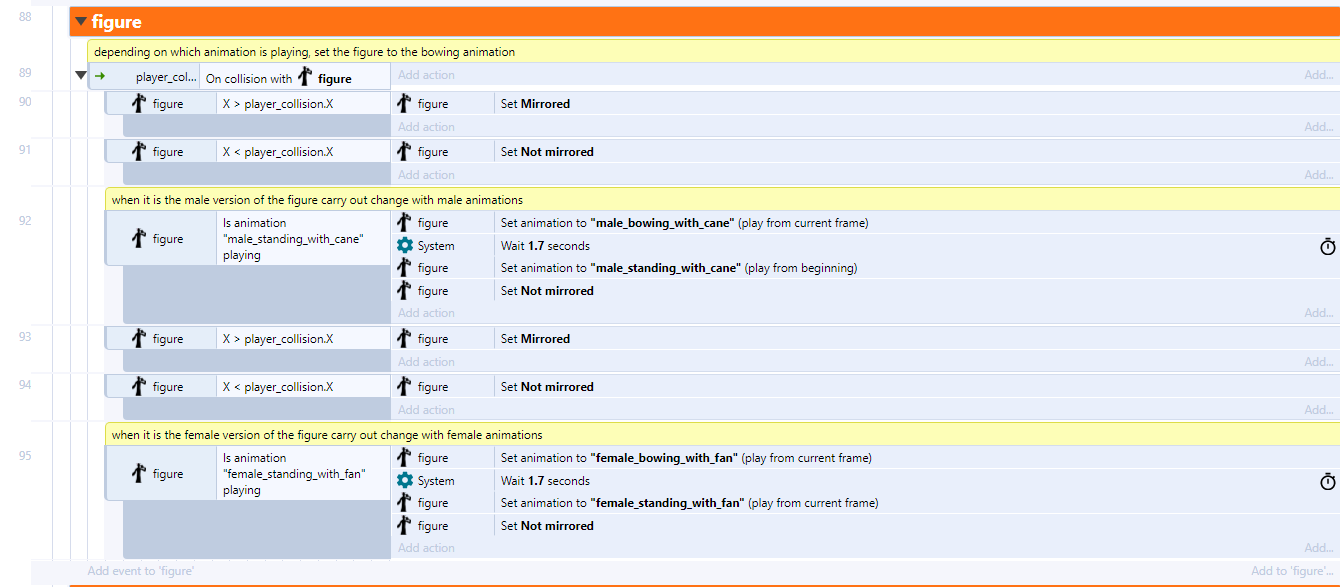 88 figure
depending on which animation is playing, set the figure to the bowing animation
89 player_col... On collision with figure Add action Add...
90 figure X > player_collision.X figure Set Mirrored
Add action Add...
91 figure X < player_collision.X figure Set Not mirrored
Add action Add...
when it is the male version of the figure carry out change with male animations
92 figure Is animation "male_standing_with_cane" playing figure Set animation to "male_bowing_with_cane" (play from current frame)
System Wait 1.7 seconds
figure Set animation to "male_standing_with_cane" (play from beginning)
figure Set Not mirrored
Add action Add...
93 figure X > player_collision.X figure Set Mirrored
Add action Add...
94 figure X < player_collision.X figure Set Not mirrored
Add action Add...
when it is the female version of the figure carry out change with female animations
95 figure Is animation "female_standing_with_fan" playing figure Set animation to "female_bowing_with_fan" (play from current frame)
System Wait 1.7 seconds
figure Set animation to "female_standing_with_fan" (play from current frame)
figure Set Not mirrored
Add action Add...
Add event to 'figure' Add to 'figure'...